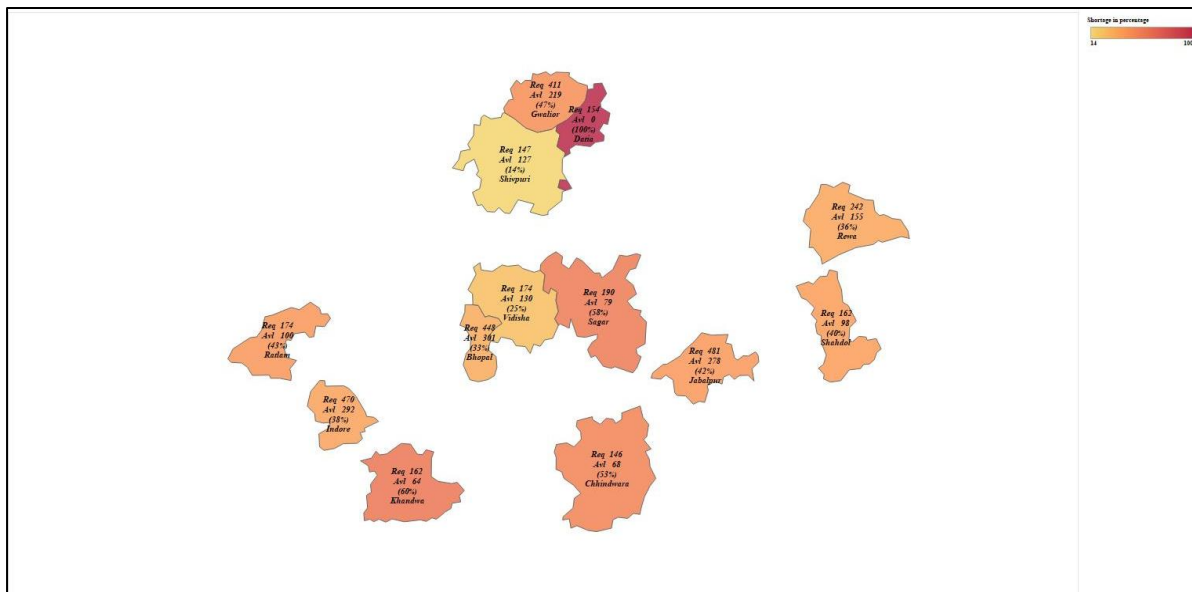 Shortage in percentage
14
100
Req 411
Avl 219
(47%)
Gwalior
Req 154
Avl 0
(100%)
Datia
Req 147
Avl 127
(14%)
Shivpuri
Req 242
Avl 155
(36%)
Rewa
Req 174
Avl 130
(25%)
Vidisha
Req 190
Avl 79
(58%)
Sagar
Req 162
Avl 98
(40%)
Shahdol
Req 174
Avl 100
(43%)
Ratlam
Req 448
Avl 301
(33%)
Bhopal
Req 481
Avl 278
(42%)
Jabalpur
Req 470
Avl 292
(38%)
Indore
Req 162
Avl 64
(60%)
Khandwa
Req 146
Avl 68
(53%)
Chhindwara